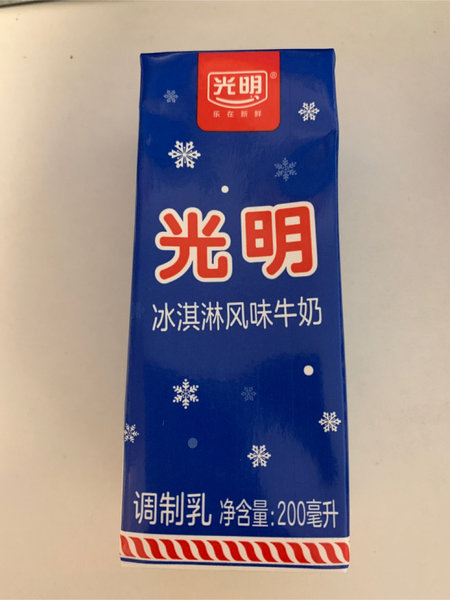 光明®
乐在新鲜
光明
冰淇淋风味牛奶
调制乳 净含量:200毫升